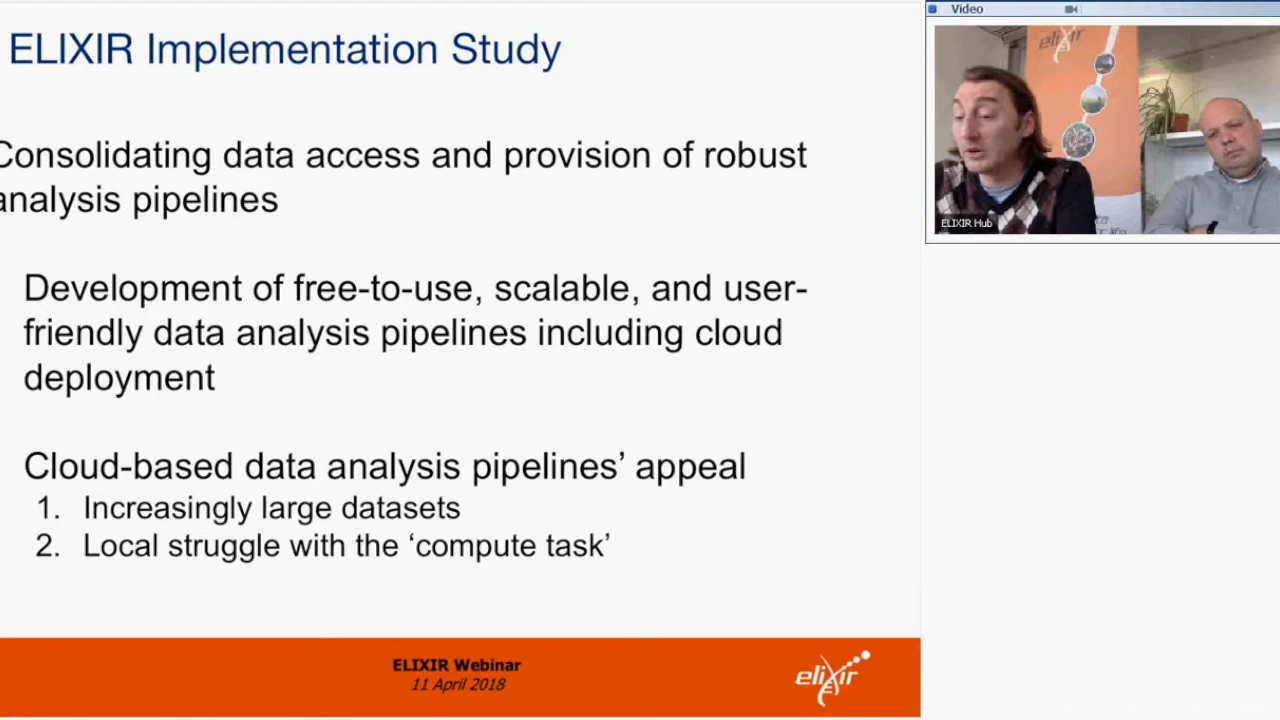 ELIXIR Implementation Study
Consolidating data access and provision of robust
analysis pipelines
Development of free-to-use, scalable, and user-
friendly data analysis pipelines including cloud
deployment
Cloud-based data analysis pipelines’ appeal
1. Increasingly large datasets
2. Local struggle with the ‘compute task’
ELIXIR Webinar
11 April 2018
elixir
Video
elixir
ELIXIR Hub